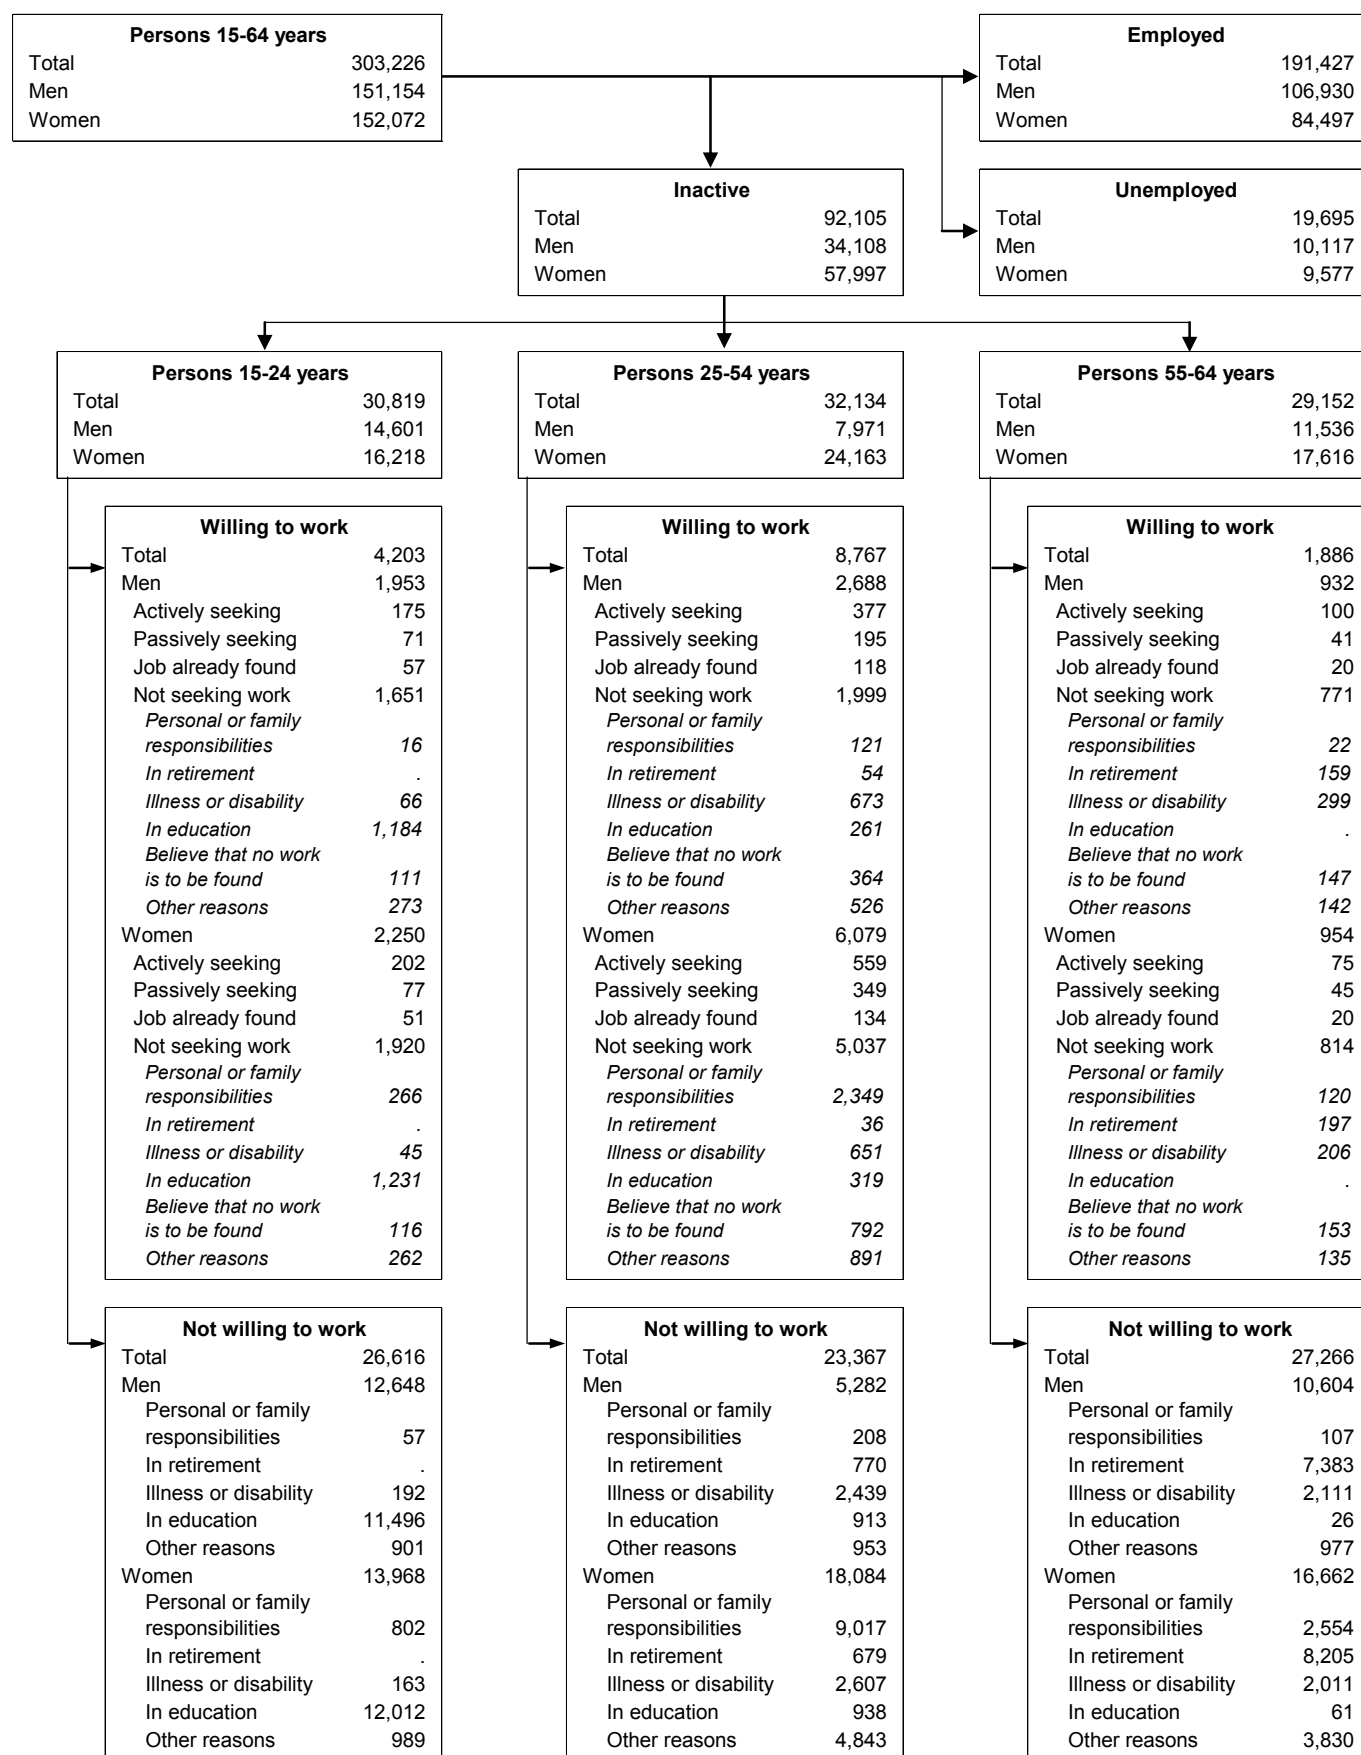 Persons 15-64 years
Total 303,226
Men 151,154
Women 152,072
Employed
Total 191,427
Men 106,930
Women 84,497
Inactive
Total 92,105
Men 34,108
Women 57,997
Unemployed
Total 19,695
Men 10,117
Women 9,577
Persons 15-24 years
Total 30,819
Men 14,601
Women 16,218
Persons 25-54 years
Total 32,134
Men 7,971
Women 24,163
Persons 55-64 years
Total 29,152
Men 11,536
Women 17,616
Willing to work
Total 4,203
Men 1,953
Actively seeking 175
Passively seeking 71
Job already found 57
Not seeking work 1,651
Personal or family
responsibilities 16
In retirement .
Illness or disability 66
In education 1,184
Believe that no work
is to be found 111
Other reasons 273
Women 2,250
Actively seeking 202
Passively seeking 77
Job already found 51
Not seeking work 1,920
Personal or family
responsibilities 266
In retirement .
Illness or disability 45
In education 1,231
Believe that no work
is to be found 116
Other reasons 262
Willing to work
Total 8,767
Men 2,688
Actively seeking 377
Passively seeking 195
Job already found 118
Not seeking work 1,999
Personal or family
responsibilities 121
In retirement 54
Illness or disability 673
In education 261
Believe that no work
is to be found 364
Other reasons 526
Women 6,079
Actively seeking 559
Passively seeking 349
Job already found 134
Not seeking work 5,037
Personal or family
responsibilities 2,349
In retirement 36
Illness or disability 651
In education 319
Believe that no work
is to be found 792
Other reasons 891
Willing to work
Total 1,886
Men 932
Actively seeking 100
Passively seeking 41
Job already found 20
Not seeking work 771
Personal or family
responsibilities 22
In retirement 159
Illness or disability 299
In education .
Believe that no work
is to be found 147
Other reasons 142
Women 954
Actively seeking 75
Passively seeking 45
Job already found 20
Not seeking work 814
Personal or family
responsibilities 120
In retirement 197
Illness or disability 206
In education .
Believe that no work
is to be found 153
Other reasons 135
Not willing to work
Total 26,616
Men 12,648
Personal or family
responsibilities 57
In retirement .
Illness or disability 192
In education 11,496
Other reasons 901
Women 13,968
Personal or family
responsibilities 802
In retirement .
Illness or disability 163
In education 12,012
Other reasons 989
Not willing to work
Total 23,367
Men 5,282
Personal or family
responsibilities 208
In retirement 770
Illness or disability 2,439
In education 913
Other reasons 953
Women 18,084
Personal or family
responsibilities 9,017
In retirement 679
Illness or disability 2,607
In education 938
Other reasons 4,843
Not willing to work
Total 27,266
Men 10,604
Personal or family
responsibilities 107
In retirement 7,383
Illness or disability 2,111
In education 26
Other reasons 977
Women 16,662
Personal or family
responsibilities 2,554
In retirement 8,205
Illness or disability 2,011
In education 61
Other reasons 3,830